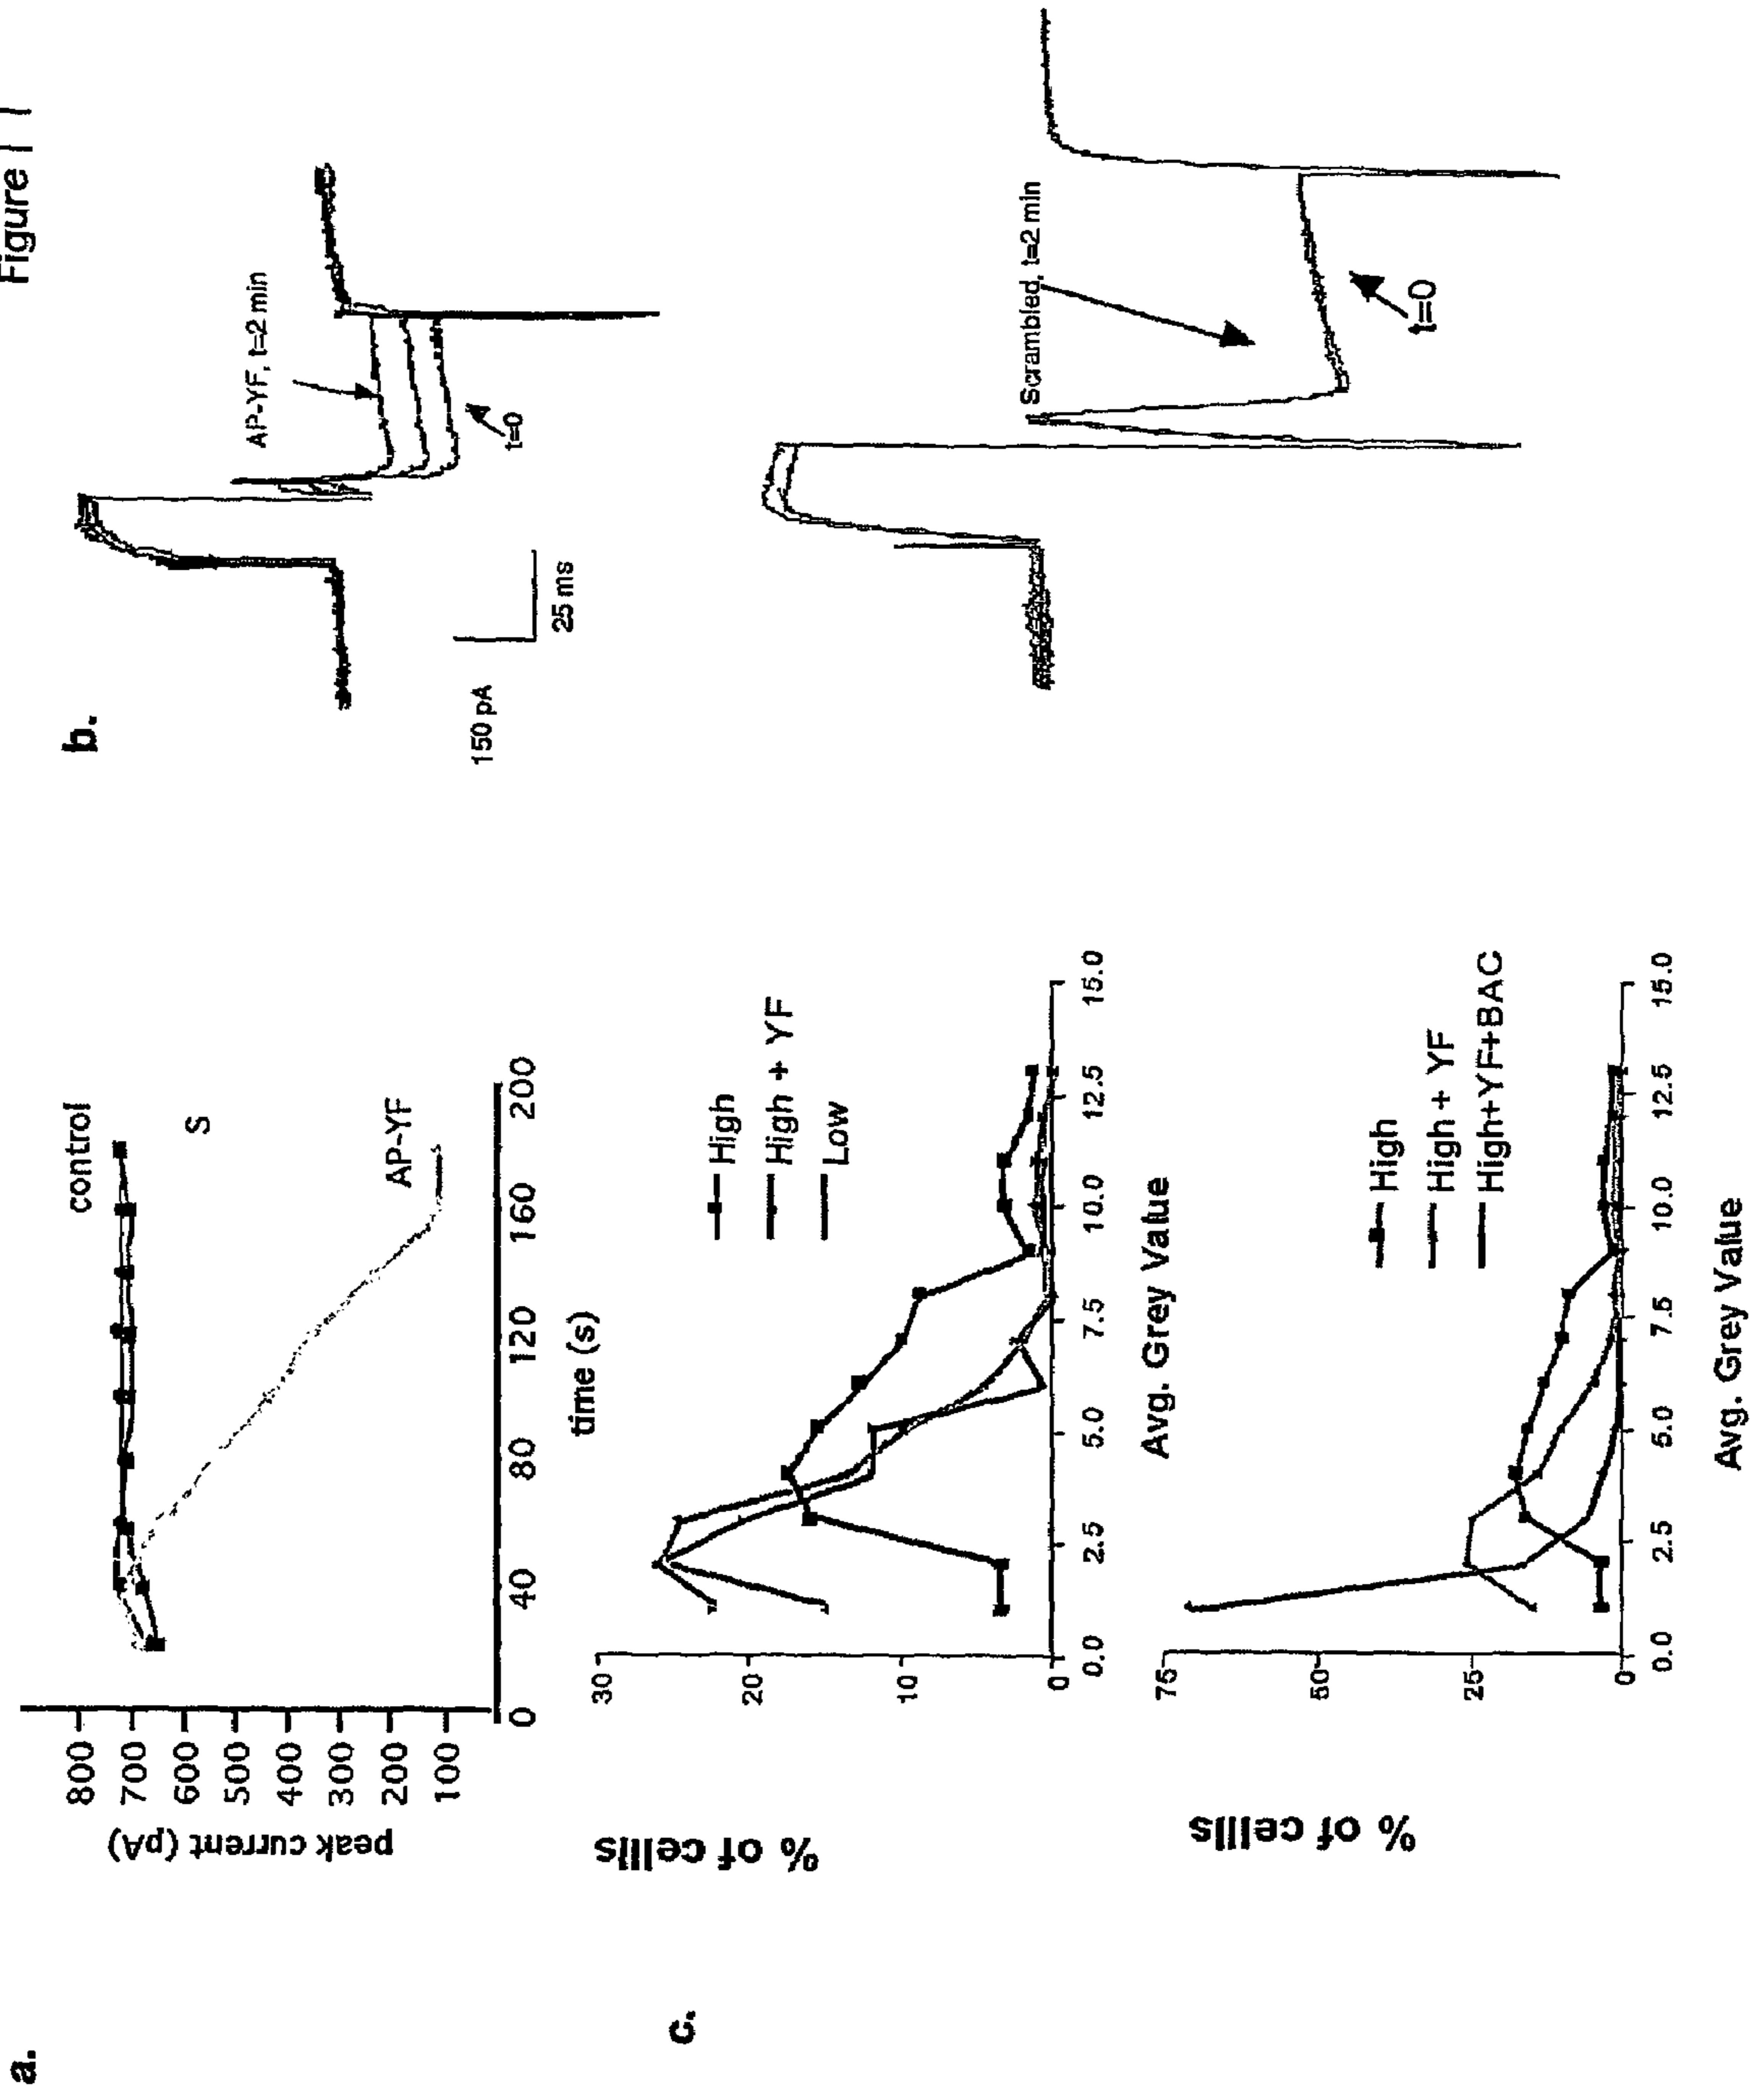 Figure 11
a.
800
700
600
500
400
300
200
100
peak current (pA)
0 40 80 120 160 200
time (s)
control
S
AP-YF
b.
AP-YF, t=2 min
t=0
150 pA
25 ms
Scrambled, t=2 min
t=0
c.
% of cellls
30
20
10
0
0.0 2.5 5.0 7.5 10.0 12.5 15.0
Avg. Grey Value
High
High + YF
Low
% of cellls
75
50
25
0
0.0 2.5 5.0 7.5 10.0 12.5 15.0
Avg. Grey Value
High
High + YF
High+YF+BAC